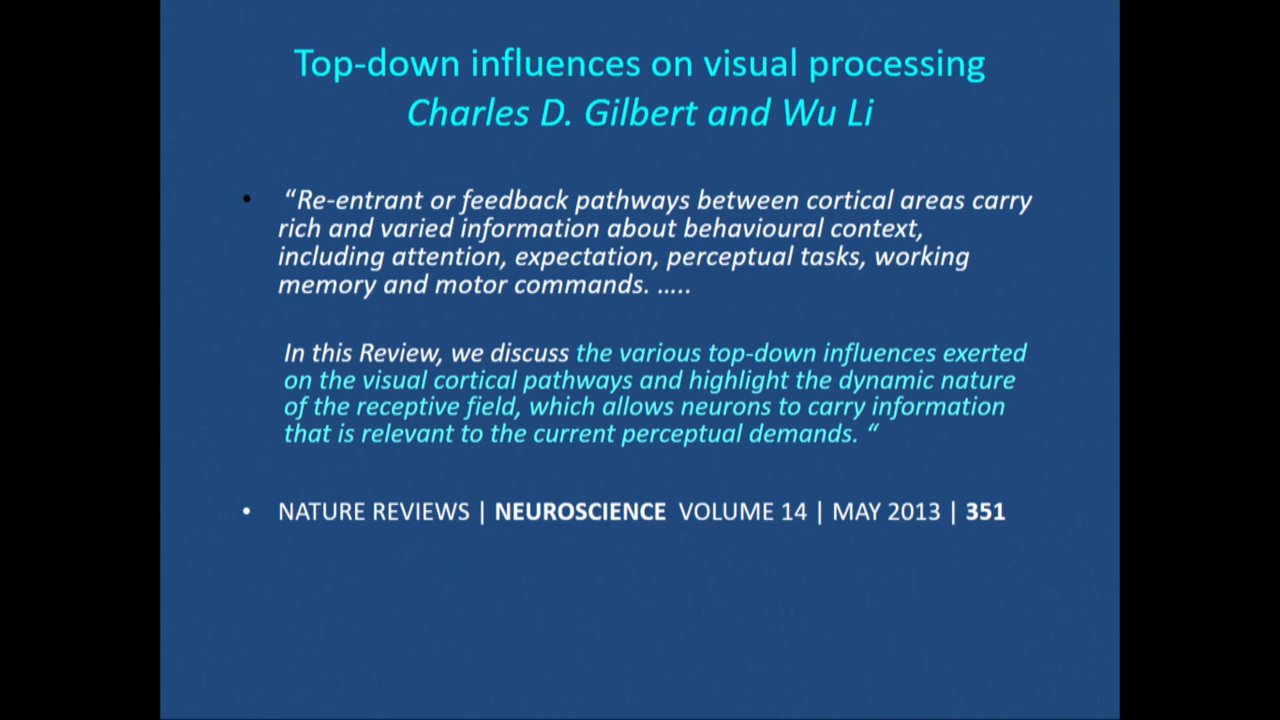 Top-down influences on visual processing
Charles D. Gilbert and Wu Li
• “Re-entrant or feedback pathways between cortical areas carry
rich and varied information about behavioural context,
including attention, expectation, perceptual tasks, working
memory and motor commands. …..
In this Review, we discuss the various top-down influences exerted
on the visual cortical pathways and highlight the dynamic nature
of the receptive field, which allows neurons to carry information
that is relevant to the current perceptual demands. “
• NATURE REVIEWS | NEUROSCIENCE VOLUME 14 | MAY 2013 | 351